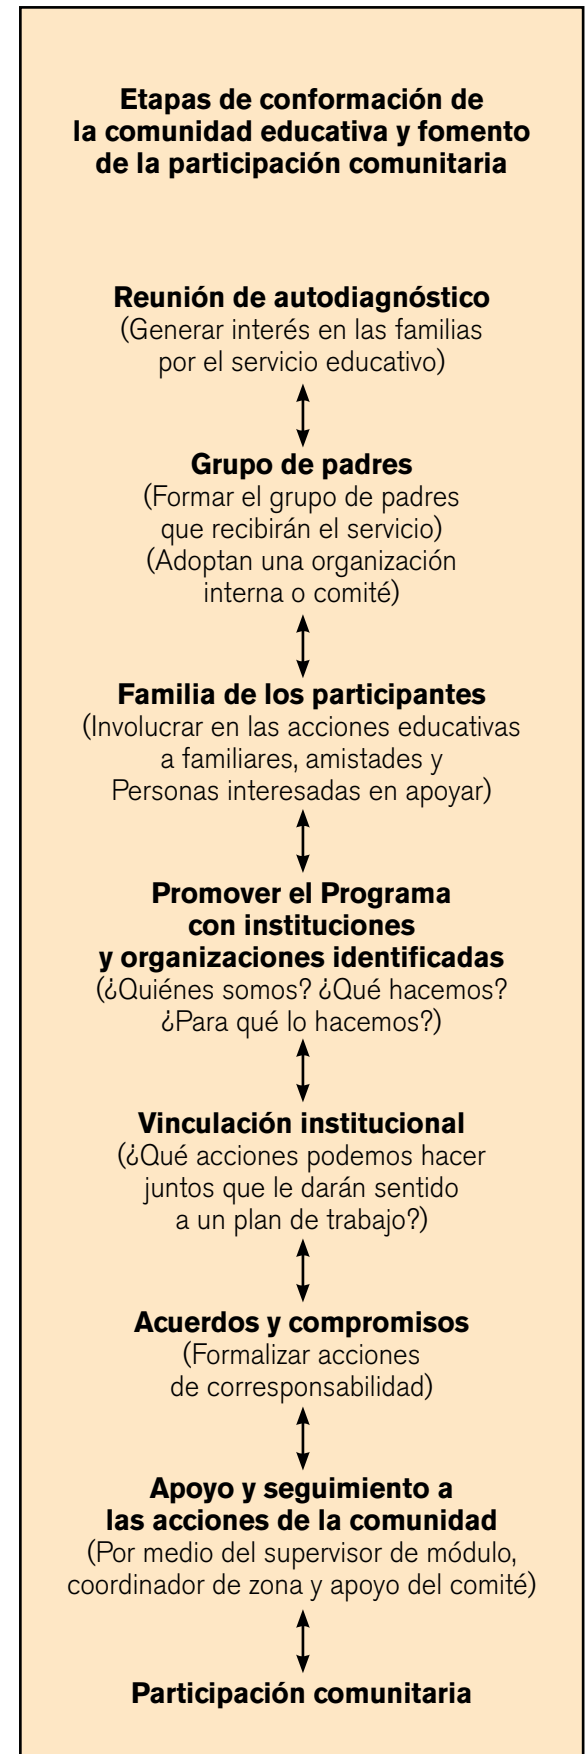 Etapas de conformación de
la comunidad educativa y fomento
de la participación comunitaria
Reunión de autodiagnóstico
(Generar interés en las familias
por el servicio educativo)
Grupo de padres
(Formar el grupo de padres
que recibirán el servicio)
(Adoptan una organización
interna o comité)
Familia de los participantes
(Involucrar en las acciones educativas
a familiares, amistades y
Personas interesadas en apoyar)
Promover el Programa
con instituciones
y organizaciones identificadas
(¿Quiénes somos? ¿Qué hacemos?
¿Para qué lo hacemos?)
Vinculación institucional
(¿Qué acciones podemos hacer
juntos que le darán sentido
a un plan de trabajo?)
Acuerdos y compromisos
(Formalizar acciones
de corresponsabilidad)
Apoyo y seguimiento a
las acciones de la comunidad
(Por medio del supervisor de módulo,
coordinador de zona y apoyo del comité)
Participación comunitaria